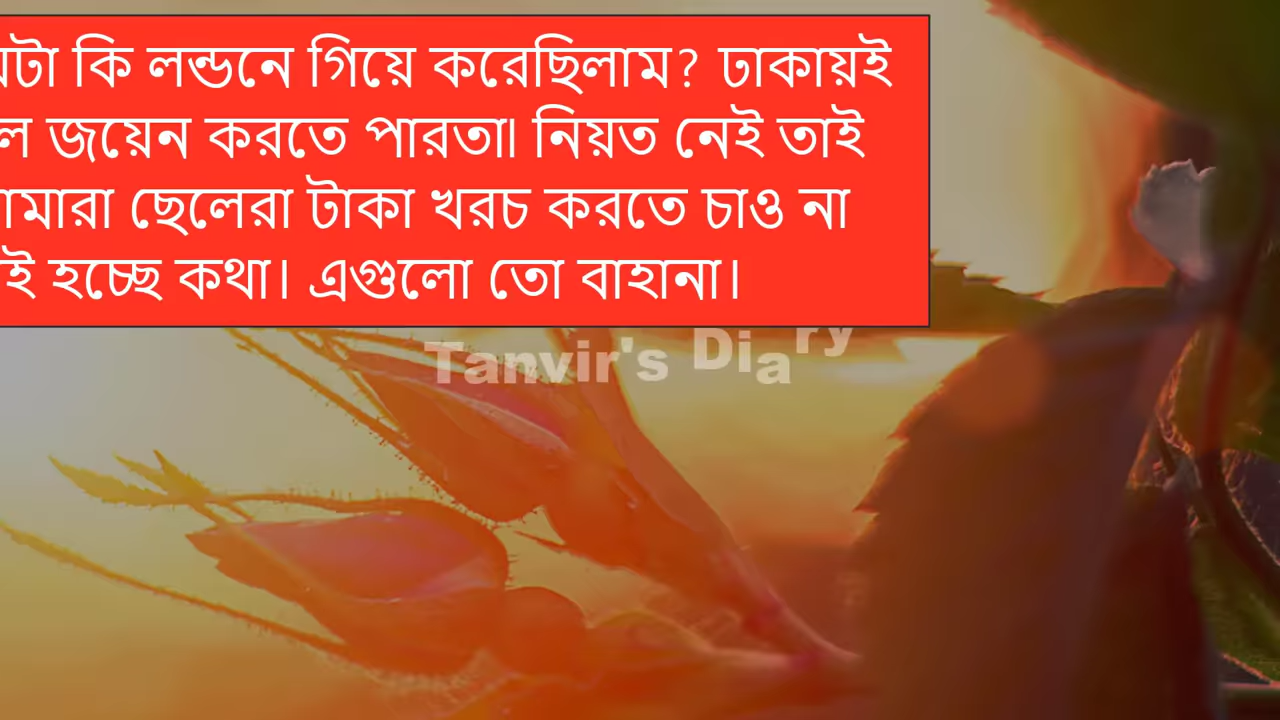 কি লন্ডনে গিয়ে করেছিলাম? ঢাকায়ই
জয়েন করতে পারতা৷ নিয়ত নেই তাই
ছেলেরা টাকা খরচ করতে চাও না
হচ্ছে কথা। এগুলো তো বাহানা।
Tanvir's Diary